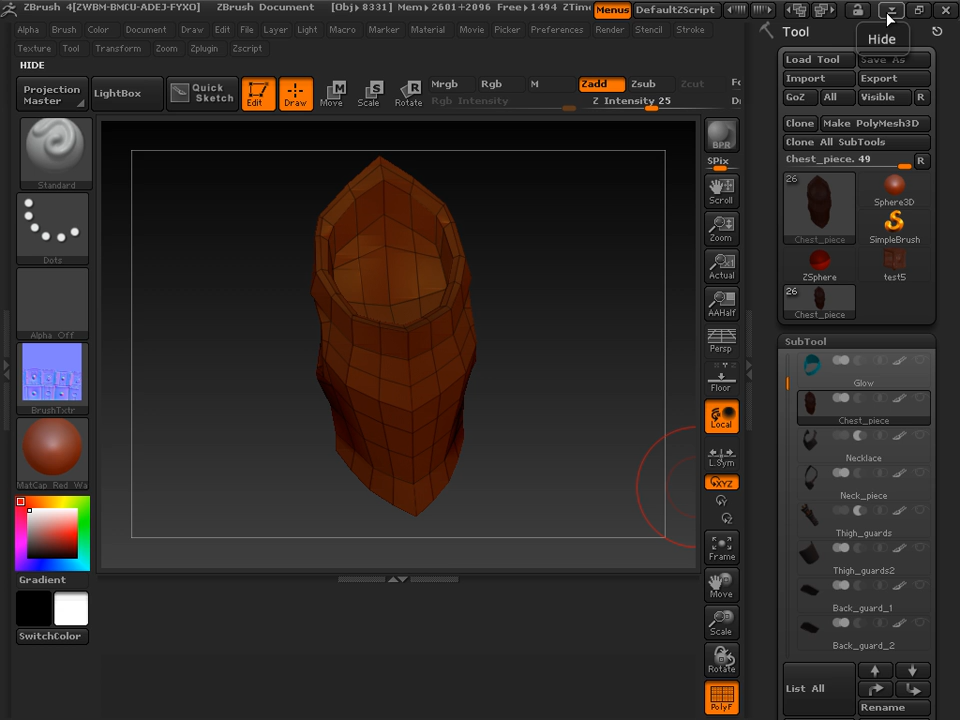 ZBrush 4[ZWBM-BMCU-ADEJ-FYXO] ZBrush Document [Obj▸8331] Mem▸2601+2096 Free▸1494 ZTime Menus DefaultZScript
Alpha Brush Color Document Draw Edit File Layer Light Macro Marker Material Movie Picker Preferences Render Stencil Stroke
Texture Tool Transform Zoom Zplugin Zscript
HIDE
Hide
Projection
Master
LightBox
Quick
Sketch
Edit
Draw
Move
Scale
Rotate
Mrgb Rgb M
Rgb Intensity
Zadd Zsub Zcut
Z Intensity 25
Fo
Standard
Dots
Alpha Off
BrushTxtr
MatCap Red Wa
Gradient
SwitchColor
BPR
SPix
Scroll
Zoom
Actual
AAHalf
Persp
Floor
Local
L.Sym
XYZ
Y
Z
Frame
Move
Scale
Rotate
PolyF
Tool
Load Tool Save As
Import Export
GoZ All Visible R
Clone Make PolyMesh3D
Clone All SubTools
Chest_piece. 49 R
26
Chest_piece
Sphere3D
SimpleBrush
ZSphere
test5
26
Chest_piece
SubTool
Glow
Chest_piece
Necklace
Neck_piece
Thigh_guards
Thigh_guards2
Back_guard_1
Back_guard_2
List All
Rename